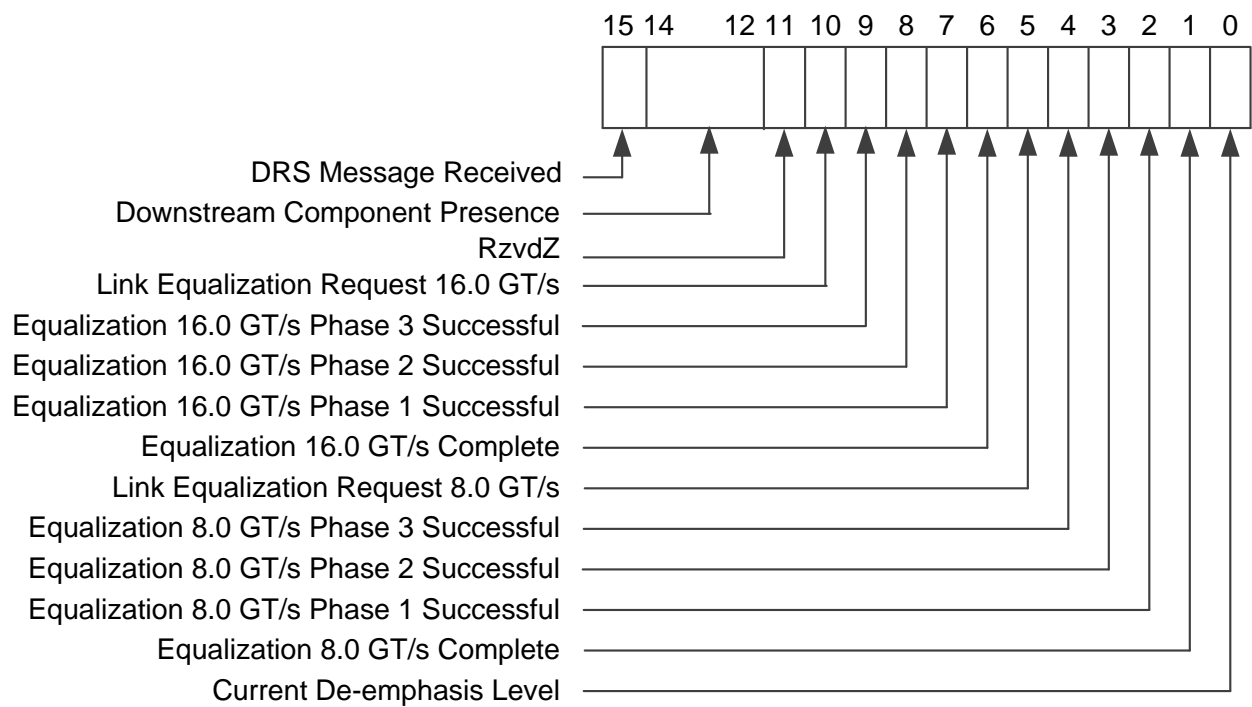 15 14 12 11 10 9 8 7 6 5 4 3 2 1 0
DRS Message Received
Downstream Component Presence
RzvdZ
Link Equalization Request 16.0 GT/s
Equalization 16.0 GT/s Phase 3 Successful
Equalization 16.0 GT/s Phase 2 Successful
Equalization 16.0 GT/s Phase 1 Successful
Equalization 16.0 GT/s Complete
Link Equalization Request 8.0 GT/s
Equalization 8.0 GT/s Phase 3 Successful
Equalization 8.0 GT/s Phase 2 Successful
Equalization 8.0 GT/s Phase 1 Successful
Equalization 8.0 GT/s Complete
Current De-emphasis Level